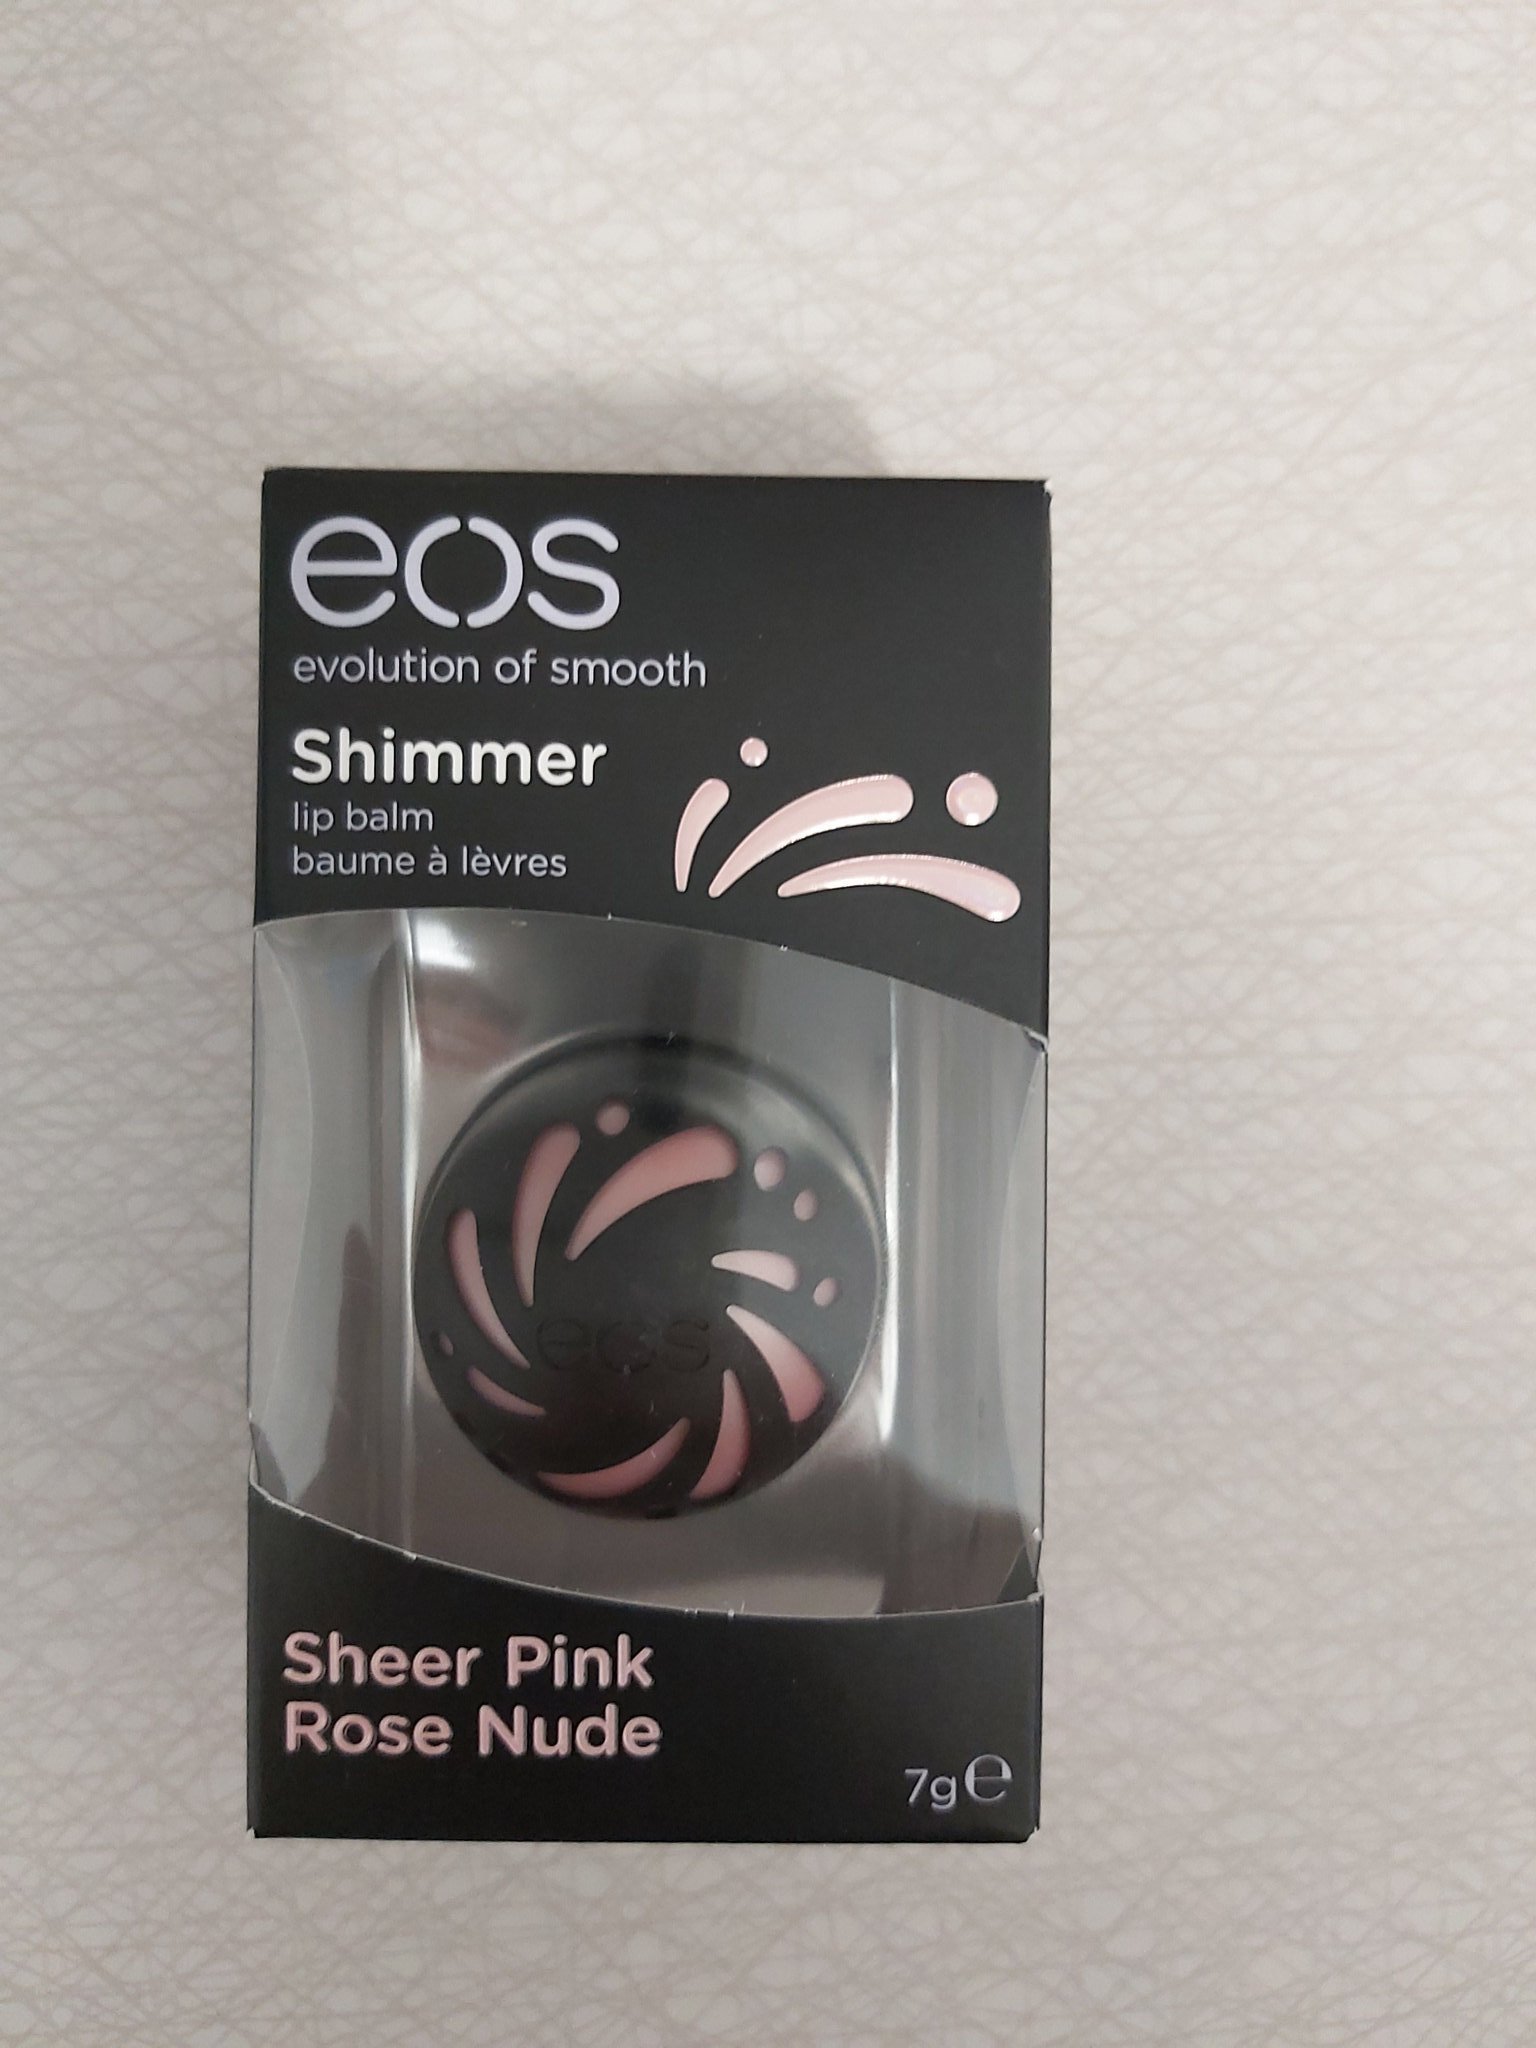 eos
evolution of smooth
Shimmer
lip balm
baume à lèvres
eos
Sheer Pink
Rose Nude
7g℮